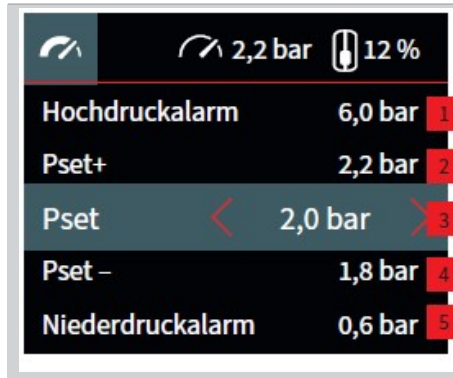 2,2 bar 12 %
Hochdruckalarm 6,0 bar 1
Pset+ 2,2 bar 2
Pset 2,0 bar 3
Pset – 1,8 bar 4
Niederdruckalarm 0,6 bar 5